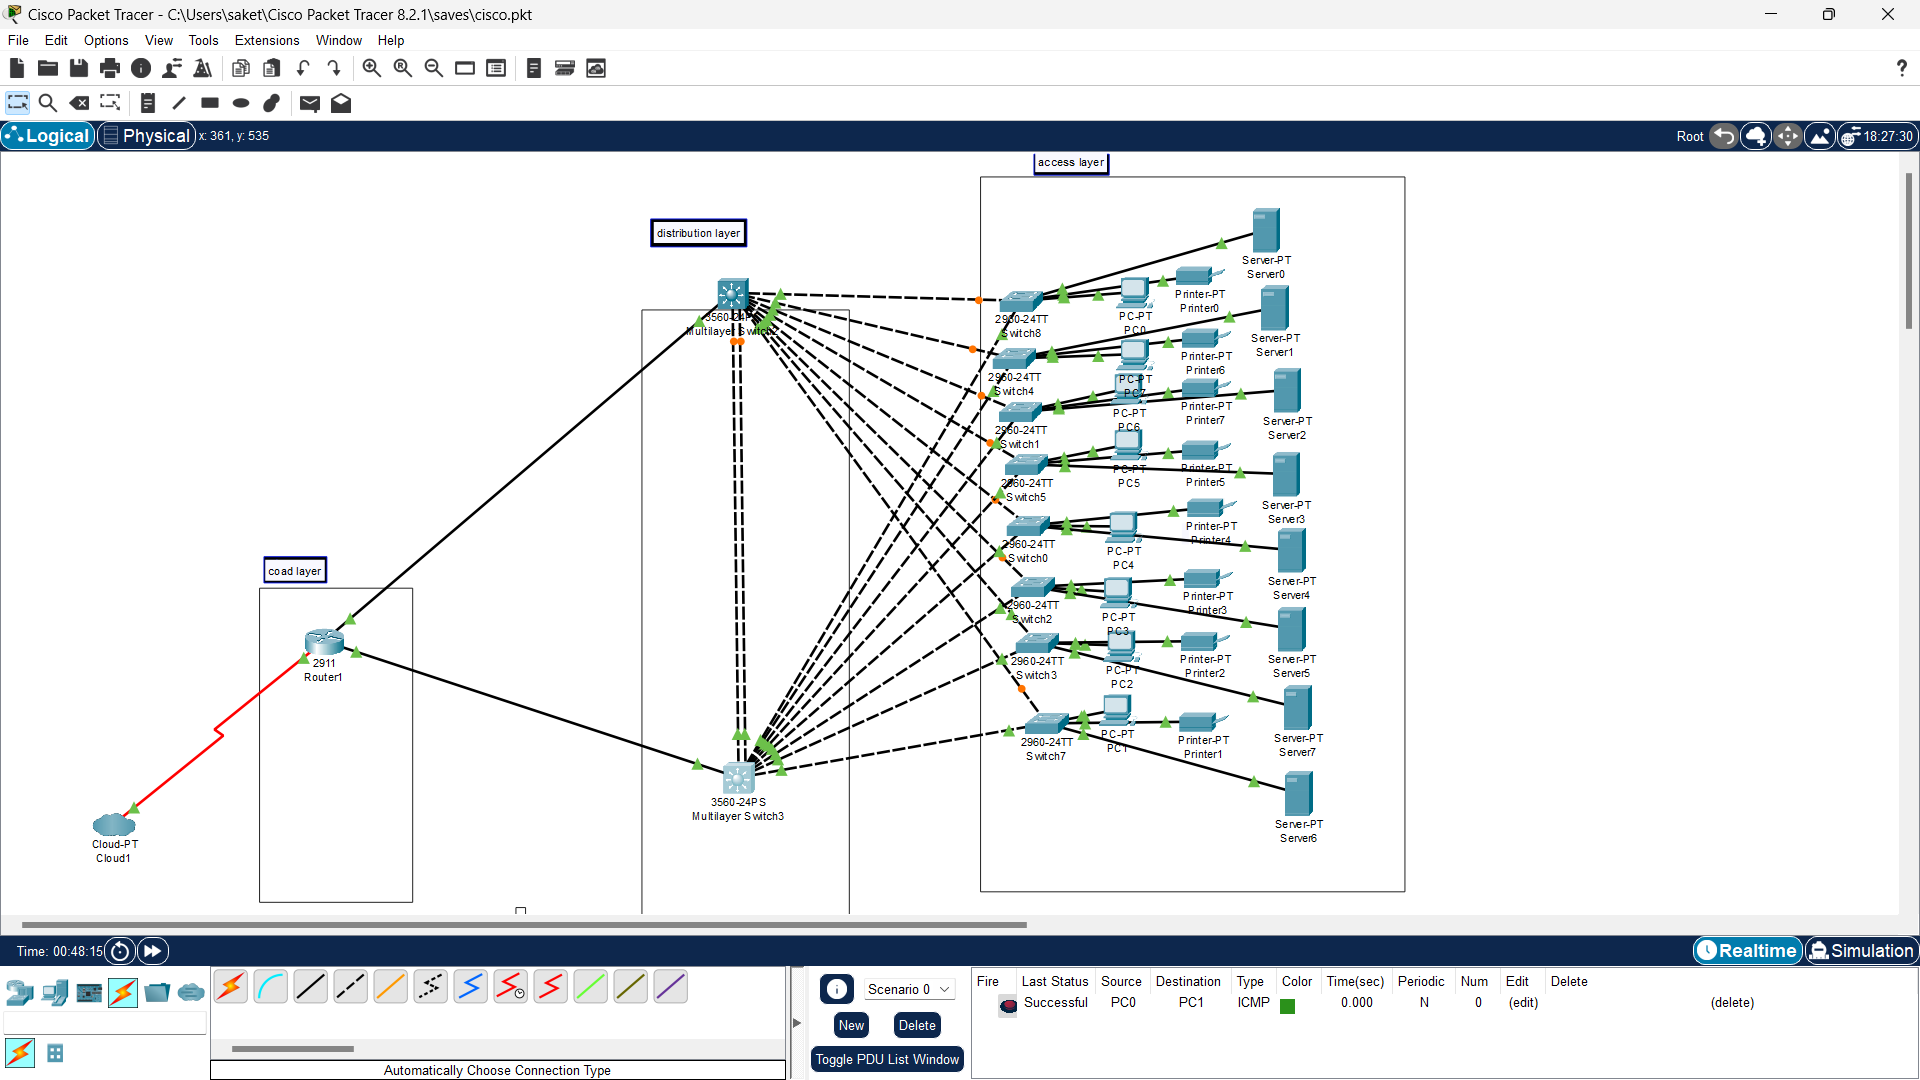 Cisco Packet Tracer - C:\Users\saket\Cisco Packet Tracer 8.2.1\saves\cisco.pkt
File Edit Options View Tools Extensions Window Help
?
Logical Physical x: 361, y: 535 Root 18:27:30
access layer
distribution layer
Server-PT
Server0
Printer-PT
Printer0
3560-24PS
Multilayer Switch2
2960-24TT
Switch8
PC-PT
PC0
Server-PT
Server1
Printer-PT
Printer6
2960-24TT
Switch4
PC-PT
PC7
Printer-PT
Printer7
PC-PT
PC6
Server-PT
Server2
2960-24TT
Switch1
Printer-PT
Printer5
PC-PT
PC5
2960-24TT
Switch5
Server-PT
Server3
Printer-PT
Printer4
2960-24TT
Switch0
PC-PT
PC4
coad layer
Server-PT
Server4
Printer-PT
Printer3
2960-24TT
Switch2
PC-PT
PC3
2911
Router1
2960-24TT
Switch3
PC-PT
PC2
Printer-PT
Printer2
Server-PT
Server5
2960-24TT
Switch7
PC-PT
PC1
Printer-PT
Printer1
Server-PT
Server7
3560-24PS
Multilayer Switch3
Server-PT
Server6
Cloud-PT
Cloud1
Time: 00:48:15 Realtime Simulation
Scenario 0
New Delete
Toggle PDU List Window
Fire Last Status Source Destination Type Color Time(sec) Periodic Num Edit Delete
Successful PC0 PC1 ICMP 0.000 N 0 (edit) (delete)
Automatically Choose Connection Type